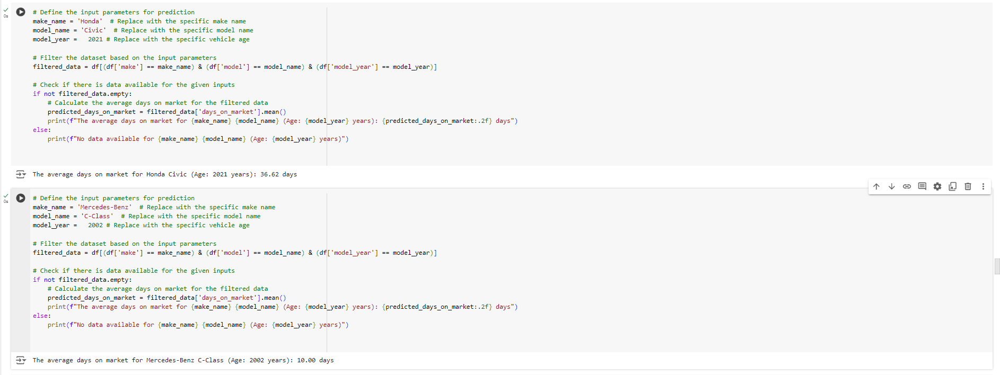 0s
# Define the input parameters for prediction
make_name = 'Honda'  # Replace with the specific make name
model_name = 'Civic'  # Replace with the specific model name
model_year =   2021 # Replace with the specific vehicle age
# Filter the dataset based on the input parameters
filtered_data = df[(df['make'] == make_name) & (df['model'] == model_name) & (df['model_year'] == model_year)]
# Check if there is data available for the given inputs
if not filtered_data.empty:
    # Calculate the average days on market for the filtered data
    predicted_days_on_market = filtered_data['days_on_market'].mean()
    print(f"The average days on market for {make_name} {model_name} (Age: {model_year} years): {predicted_days_on_market:.2f} days")
else:
    print(f"No data available for {make_name} {model_name} (Age: {model_year} years)")
The average days on market for Honda Civic (Age: 2021 years): 36.62 days
0s
# Define the input parameters for prediction
make_name = 'Mercedes-Benz'  # Replace with the specific make name
model_name = 'C-Class'  # Replace with the specific model name
model_year =   2002 # Replace with the specific vehicle age
# Filter the dataset based on the input parameters
filtered_data = df[(df['make'] == make_name) & (df['model'] == model_name) & (df['model_year'] == model_year)]
# Check if there is data available for the given inputs
if not filtered_data.empty:
    # Calculate the average days on market for the filtered data
    predicted_days_on_market = filtered_data['days_on_market'].mean()
    print(f"The average days on market for {make_name} {model_name} (Age: {model_year} years): {predicted_days_on_market:.2f} days")
else:
    print(f"No data available for {make_name} {model_name} (Age: {model_year} years)")
The average days on market for Mercedes-Benz C-Class (Age: 2002 years): 10.00 days